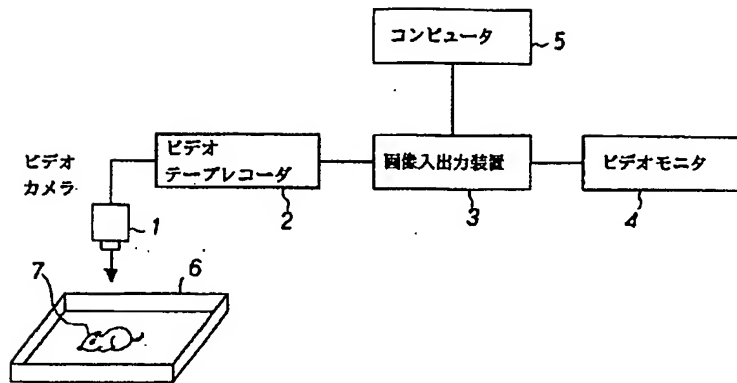 コンピュータ
5
ビデオ
テープレコーダ
2
画像入出力装置
3
ビデオモニタ
4
ビデオ
カメラ
1
6
7